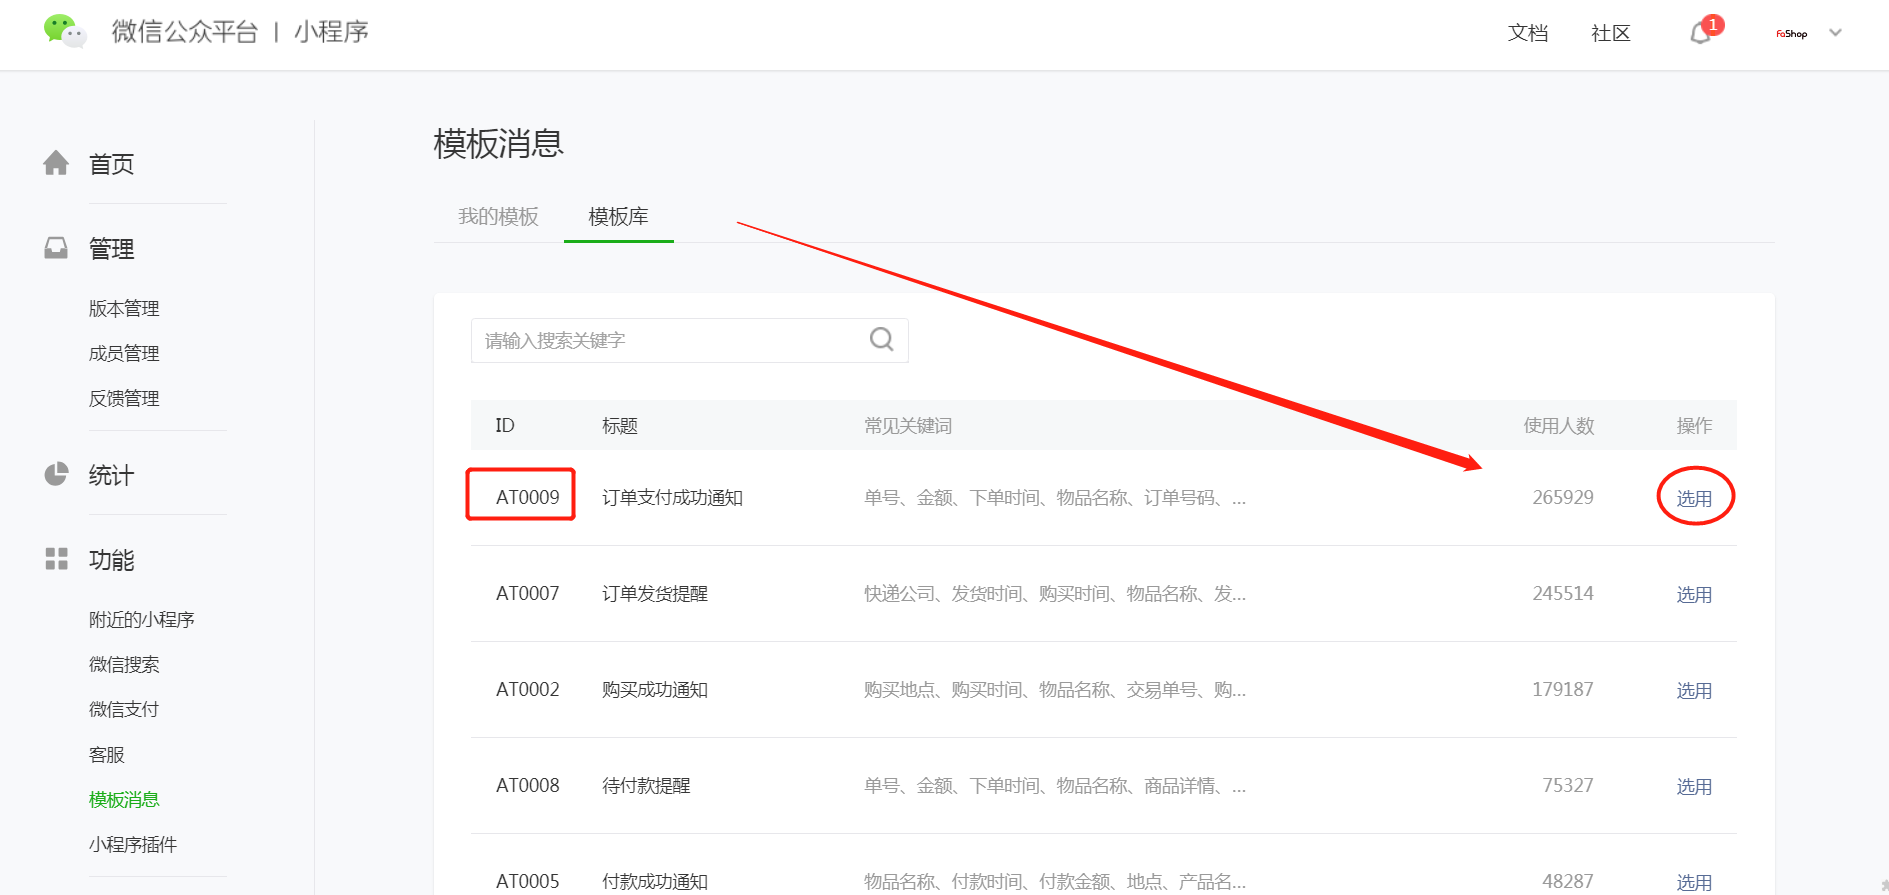 微信公众平台 | 小程序
文档
社区
1
FaShop
首页
管理
版本管理
成员管理
反馈管理
统计
功能
附近的小程序
微信搜索
微信支付
客服
模板消息
小程序插件
模板消息
我的模板 模板库
请输入搜索关键字
ID 标题 常见关键词 使用人数 操作
AT0009 订单支付成功通知 单号、金额、下单时间、物品名称、订单号码、... 265929 选用
AT0007 订单发货提醒 快递公司、发货时间、购买时间、物品名称、发... 245514 选用
AT0002 购买成功通知 购买地点、购买时间、物品名称、交易单号、购... 179187 选用
AT0008 待付款提醒 单号、金额、下单时间、物品名称、商品详情、... 75327 选用
AT0005 付款成功通知 物品名称、付款时间、付款金额、地点、产品名... 48287 选用